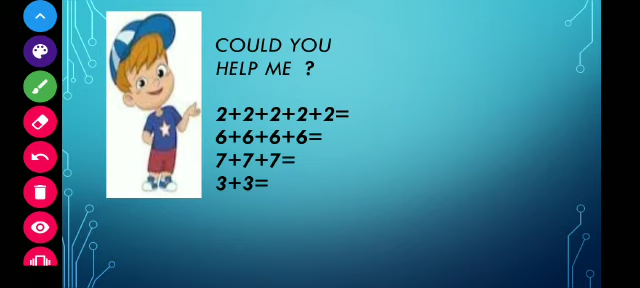 COULD YOU
HELP ME ?
2+2+2+2+2=
6+6+6+6=
7+7+7=
3+3=